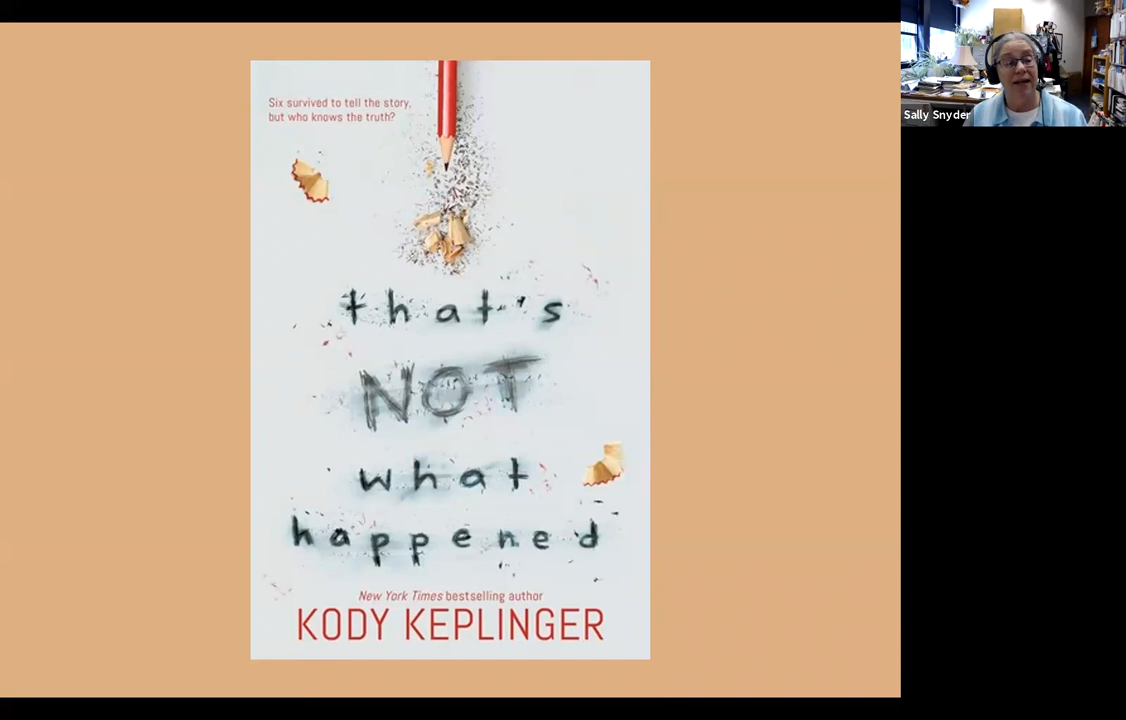 Six survived to tell the story,
but who knows the truth?
that's
NOT
what
happened
New York Times bestselling author
KODY KEPLINGER
Sally Snyder